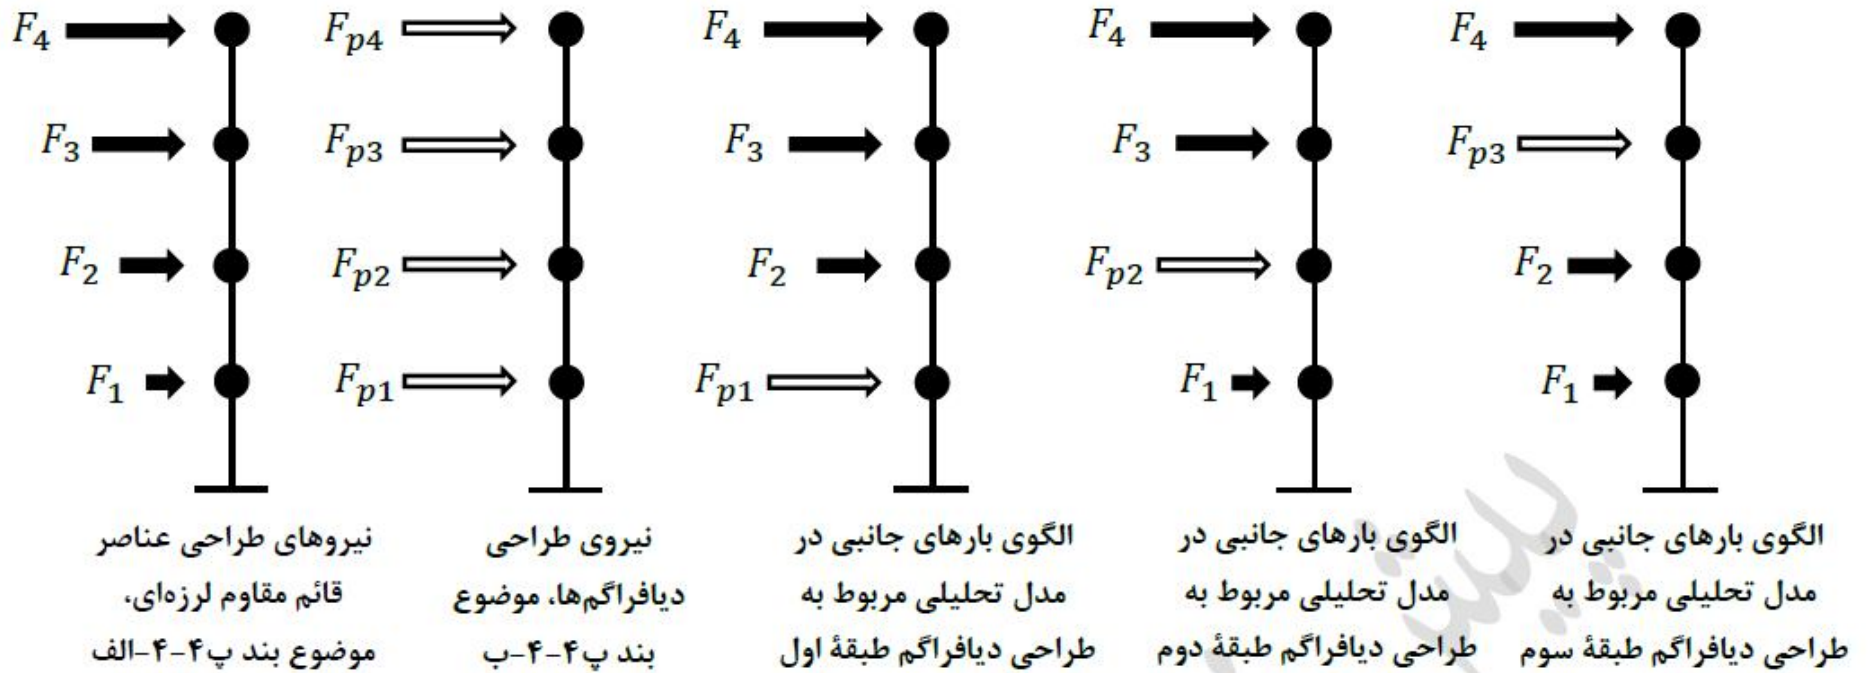 F4
F3
F2
F1
نیروهای طراحی عناصر
قائم مقاوم لرزه‌ای،
موضوع بند پ۴-۴-الف
Fp4
Fp3
Fp2
Fp1
نیروی طراحی
دیافراگم‌ها، موضوع
بند پ۴-۴-ب
F4
F3
F2
Fp1
الگوی بارهای جانبی در
مدل تحلیلی مربوط به
طراحی دیافراگم طبقهٔ اول
F4
F3
Fp2
F1
الگوی بارهای جانبی در
مدل تحلیلی مربوط به
طراحی دیافراگم طبقهٔ دوم
F4
Fp3
F2
F1
الگوی بارهای جانبی در
مدل تحلیلی مربوط به
طراحی دیافراگم طبقهٔ سوم